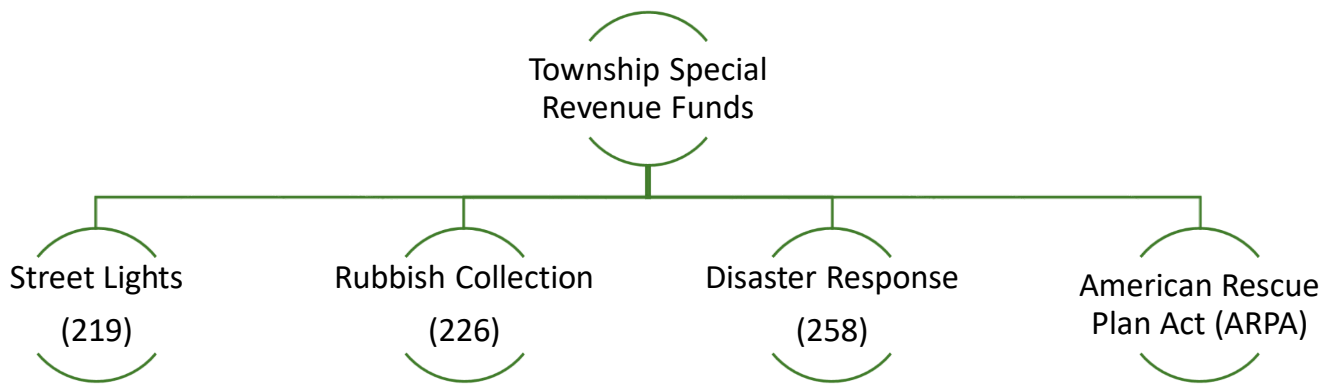 Township Special
Revenue Funds
Street Lights
(219)
Rubbish Collection
(226)
Disaster Response
(258)
American Rescue
Plan Act (ARPA)